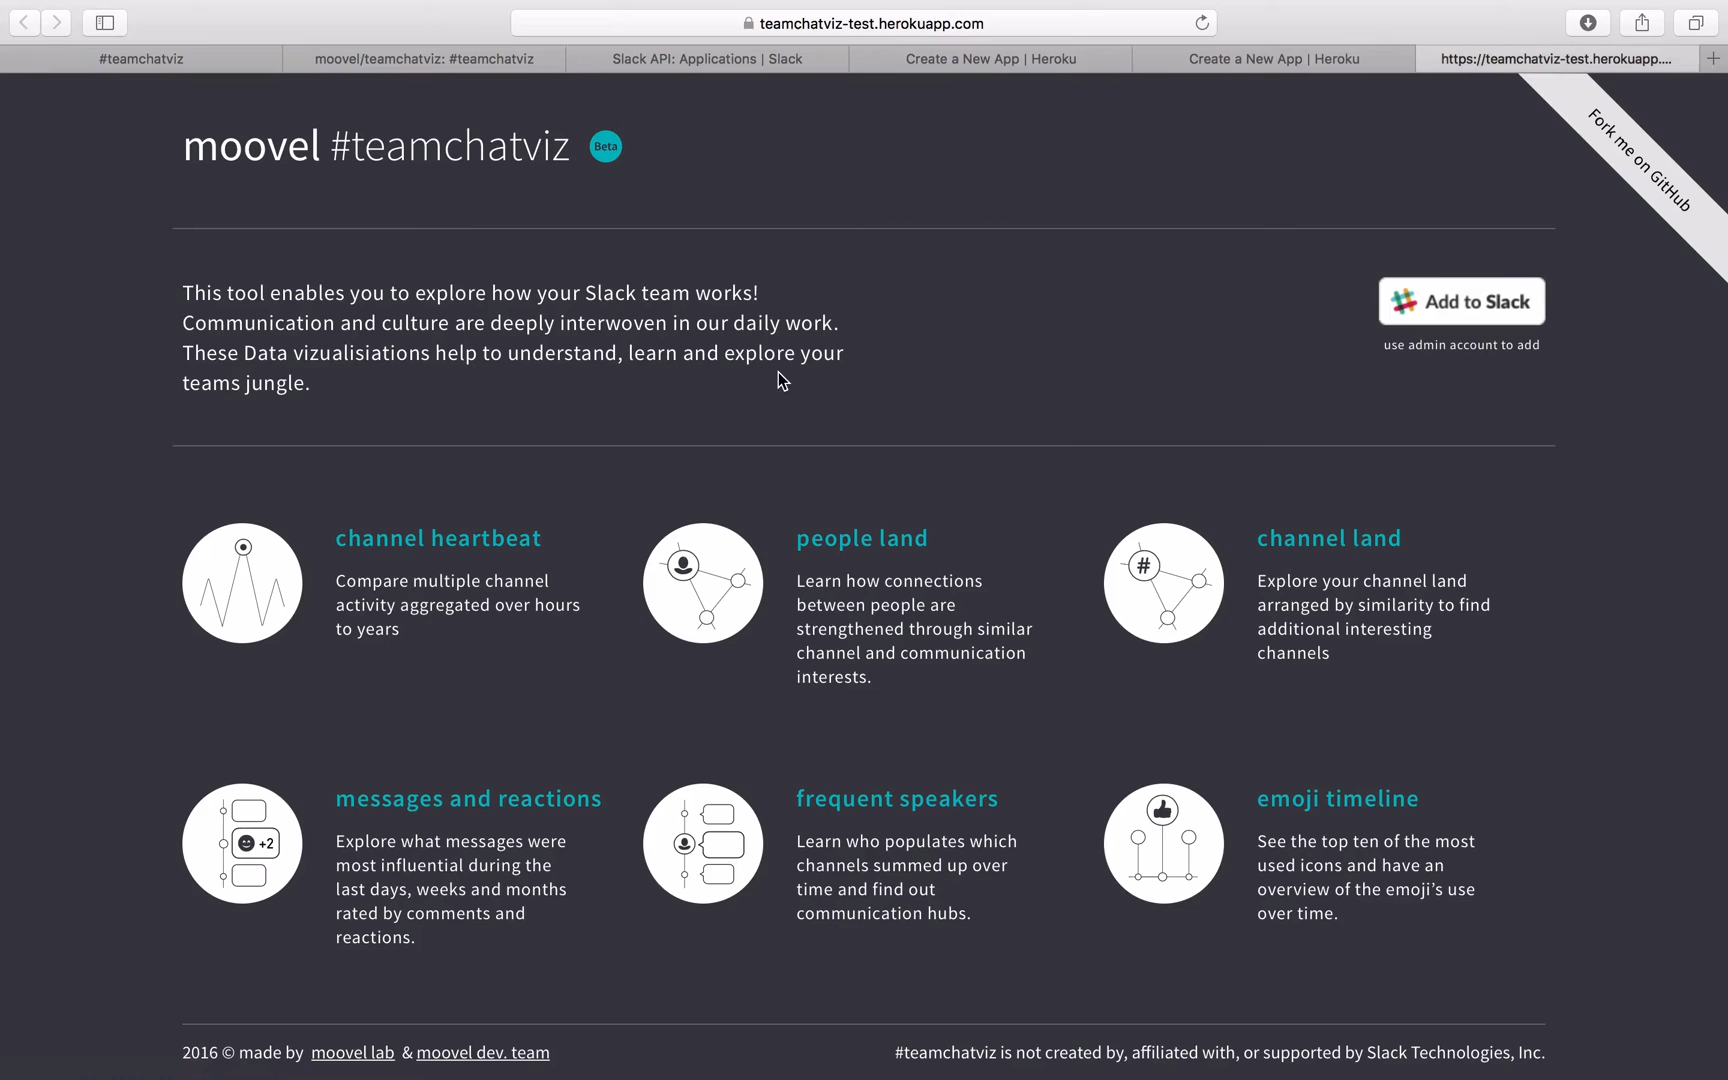 teamchatviz-test.herokuapp.com
#teamchatviz
moovel/teamchatviz: #teamchatviz
Slack API: Applications | Slack
Create a New App | Heroku
Create a New App | Heroku
https://teamchatviz-test.herokuapp....
Fork me on GitHub
moovel #teamchatviz
Beta
This tool enables you to explore how your Slack team works!
Communication and culture are deeply interwoven in our daily work.
These Data vizualisiations help to understand, learn and explore your
teams jungle.
Add to Slack
use admin account to add
channel heartbeat
Compare multiple channel
activity aggregated over hours
to years
people land
Learn how connections
between people are
strengthened through similar
channel and communication
interests.
#
channel land
Explore your channel land
arranged by similarity to find
additional interesting
channels
+2
messages and reactions
Explore what messages were
most influential during the
last days, weeks and months
rated by comments and
reactions.
frequent speakers
Learn who populates which
channels summed up over
time and find out
communication hubs.
emoji timeline
See the top ten of the most
used icons and have an
overview of the emoji’s use
over time.
2016 © made by moovel lab & moovel dev. team
#teamchatviz is not created by, affiliated with, or supported by Slack Technologies, Inc.